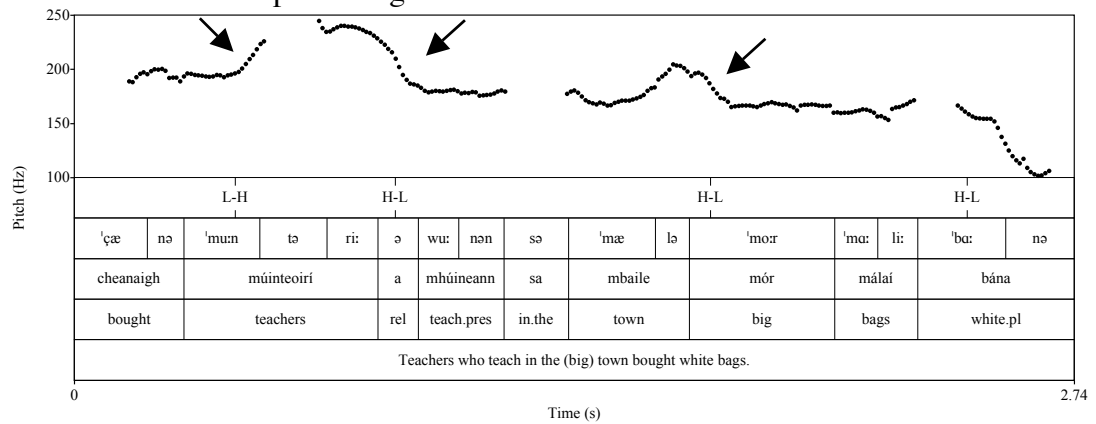 250
200
150
100
Pitch (Hz)
L-H H-L H-L H-L
ˈçæ nə ˈmuːn tə riː ə wuː nən sə ˈmæ lə ˈmoːr ˈmɑː liː ˈbɑː nə
cheanaigh múinteoirí a mhúineann sa mbaile mór málaí bána
bought teachers rel teach.pres in.the town big bags white.pl
Teachers who teach in the (big) town bought white bags.
0 2.74
Time (s)